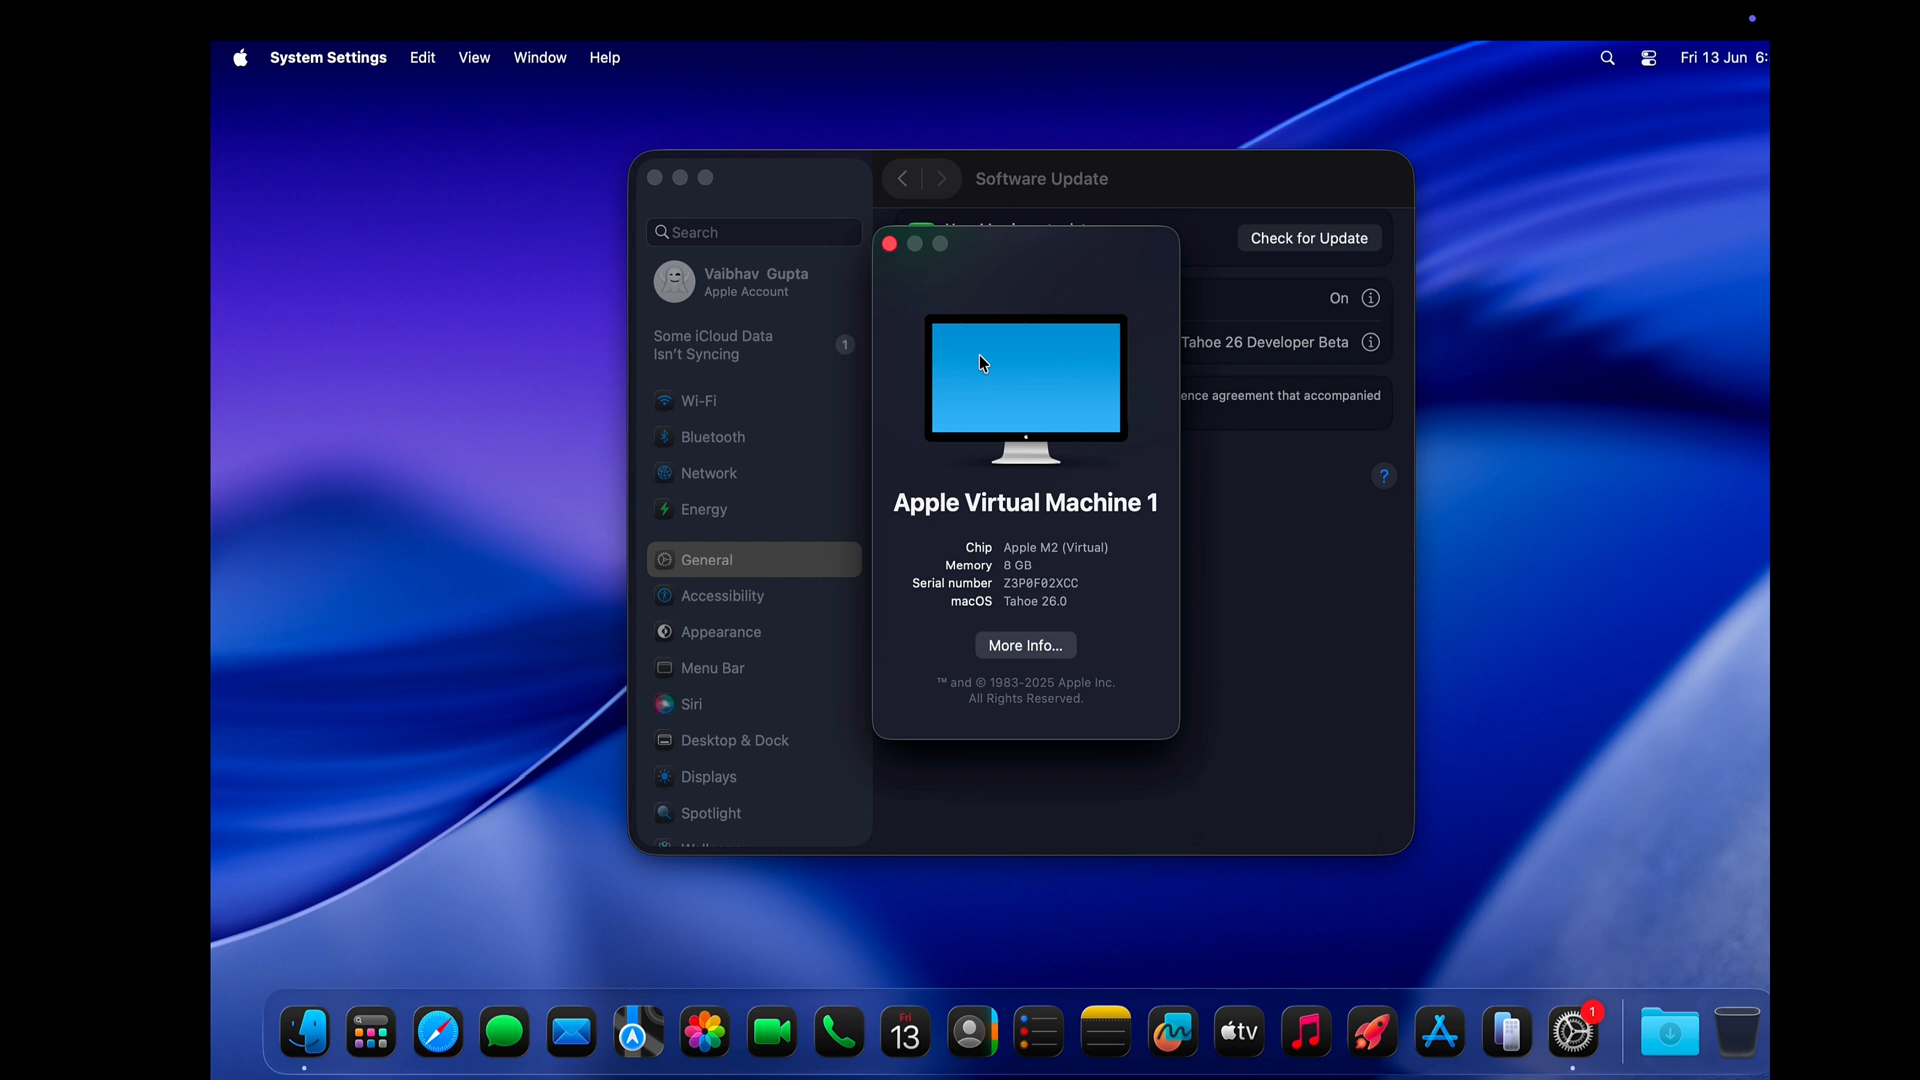 System Settings Edit View Window Help
Fri 13 Jun 6:
Software Update
Search
Check for Update
Vaibhav Gupta
Apple Account
On
Some iCloud Data
Isn't Syncing
1
Tahoe 26 Developer Beta
ence agreement that accompanied
?
Wi-Fi
Bluetooth
Network
Energy
General
Accessibility
Appearance
Menu Bar
Siri
Desktop & Dock
Displays
Spotlight
Apple Virtual Machine 1
Chip Apple M2 (Virtual)
Memory 8 GB
Serial number Z3P0F02XCC
macOS Tahoe 26.0
More Info...
™ and © 1983-2025 Apple Inc.
All Rights Reserved.
Fri
13
tv
1